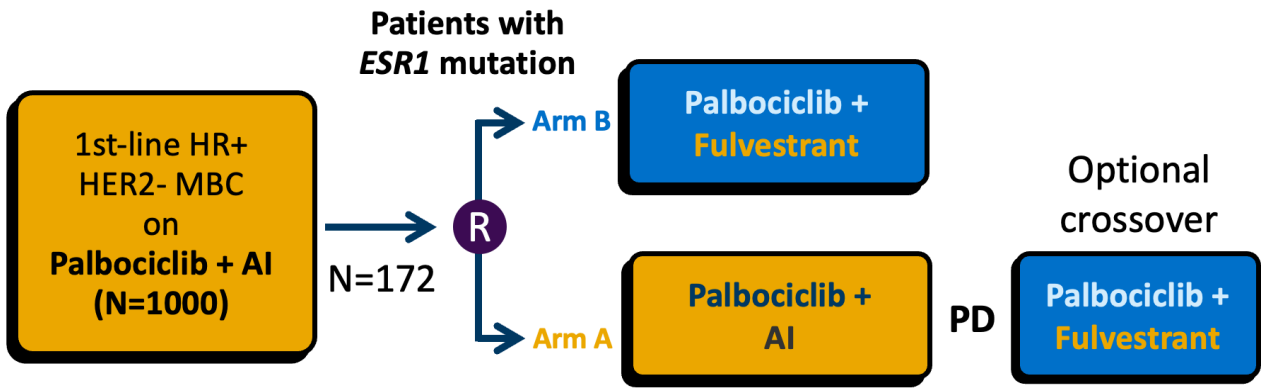 Patients with
ESR1 mutation
1st-line HR+
HER2- MBC
on
Palbociclib + AI
(N=1000)
N=172
R
Arm B
Palbociclib +
Fulvestrant
Arm A
Palbociclib +
AI
PD
Optional
crossover
Palbociclib +
Fulvestrant